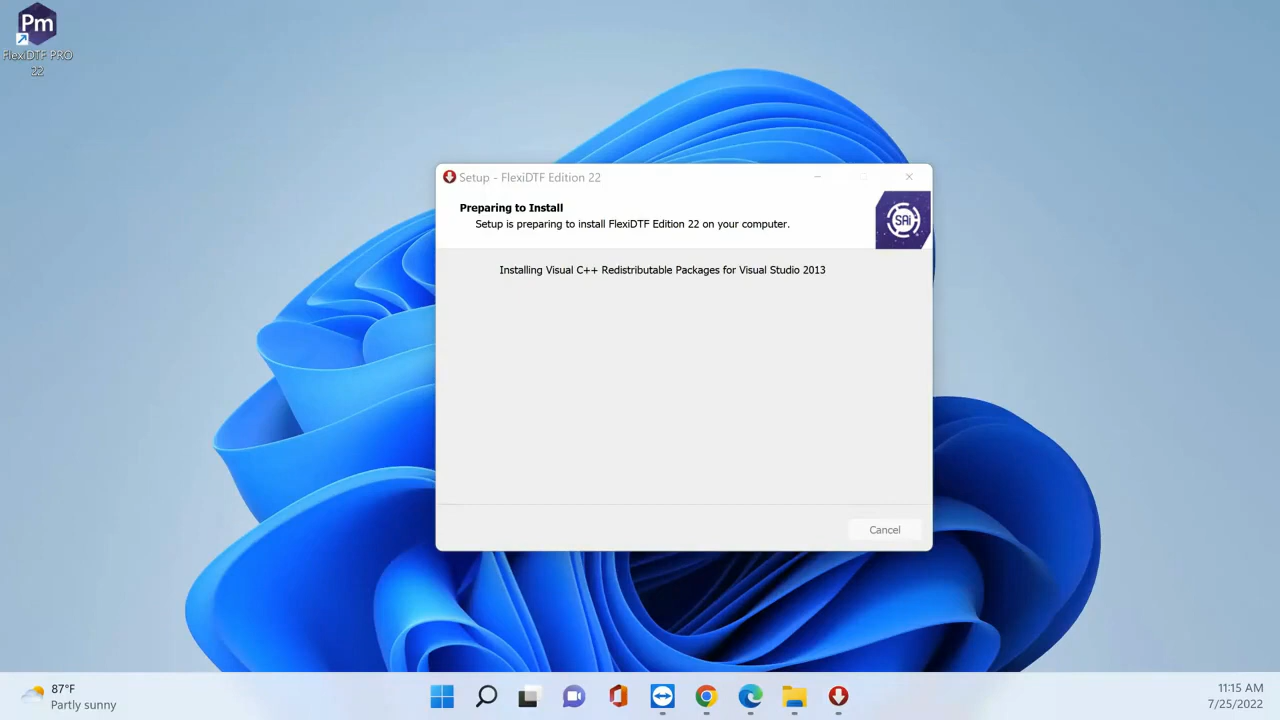 Pm
FlexiDTF PRO
22
Setup - FlexiDTF Edition 22
Preparing to Install
Setup is preparing to install FlexiDTF Edition 22 on your computer.
SAi
Installing Visual C++ Redistributable Packages for Visual Studio 2013
Cancel
87°F
Partly sunny
11:15 AM
7/25/2022